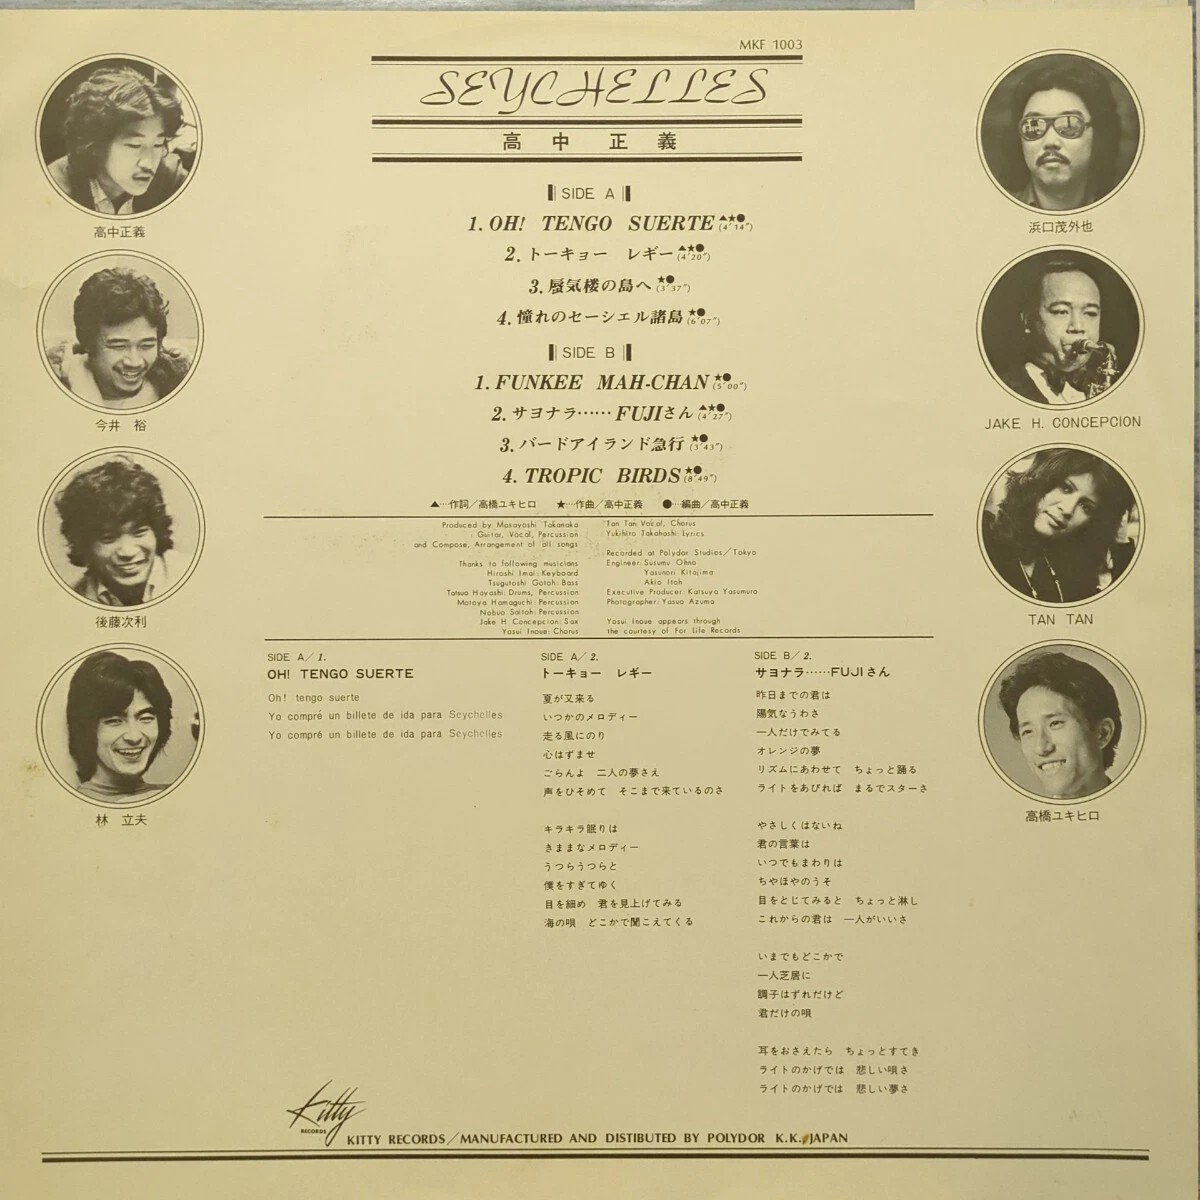 MKF 1003
SEYCHELLES
高中正義
SIDE A
1. OH! TENGO SUERTE▲★●(4'14")
2. トーキョー レギー▲★●(4'20")
3. 蜃気楼の島へ★●(3'37")
4. 憧れのセーシェル諸島★●(6'07")
SIDE B
1. FUNKEE MAH-CHAN★●(5'00")
2. サヨナラ……FUJIさん▲★●(4'27")
3. バードアイランド急行★●(3'43")
4. TROPIC BIRDS★●(8'49")
▲…作詞/高橋ユキヒロ ★…作曲/高中正義 ●…編曲/高中正義
高中正義
今井 裕
後藤次利
林 立夫
浜口茂外也
JAKE H. CONCEPCION
TAN TAN
高橋ユキヒロ
Produced by Masayoshi Takanaka
: Guitar, Vocal, Percussion
and Compose, Arrangement of all songs
Thanks to following musicians
Hiroshi Imai: Keyboard
Tsugutoshi Gotoh: Bass
Tatsuo Hayashi: Drums, Percussion
Motoya Hamaguchi: Percussion
Nobuo Saitoh: Percussion
Jake H Concepcion: Sax
Yosui Inoue: Chorus
Tan Tan Vocal, Chorus
Yukihito Takahashi Lyrics
Recorded at Polydor Studios/Tokyo
Engineer: Susumu Ohno
Yasunori Kitajima
Akio Itoh
Executive Producer: Katsuya Yasumuro
Photographer: Yasuo Azuma
Yosui Inoue appears through
the courtesy of For Life Records
SIDE A/1.
OH! TENGO SUERTE
Oh! tengo suerte
Yo compré un billete de ida para Seychelles
Yo compré un billete de ida para Seychelles
SIDE A/2.
トーキョー レギー
夏が又来る
いつかのメロディー
走る風にのり
心はずませ
ごらんよ 二人の夢さえ
声をひそめて そこまで来ているのさ
キラキラ眠りは
きままなメロディー
うつらうつらと
僕をすぎてゆく
目を細め 君を見上げてみる
海の唄 どこかで聞こえてくる
SIDE B/2.
サヨナラ……FUJIさん
昨日までの君は
陽気なうわさ
一人だけでみてる
オレンジの夢
リズムにあわせて ちょっと踊る
ライトをあびれば まるでスターさ
やさしくはないね
君の言葉は
いつでもまわりは
ちやほやのうそ
目をとじてみると ちょっと淋し
これからの君は 一人がいいさ
いまでもどこかで
一人芝居に
調子はずれだけど
君だけの唄
耳をおさえたら ちょっとすてき
ライトのかげでは 悲しい唄さ
ライトのかげでは 悲しい夢さ
Kitty
RECORDS
KITTY RECORDS/MANUFACTURED AND DISTIBUTED BY POLYDOR K.K., JAPAN